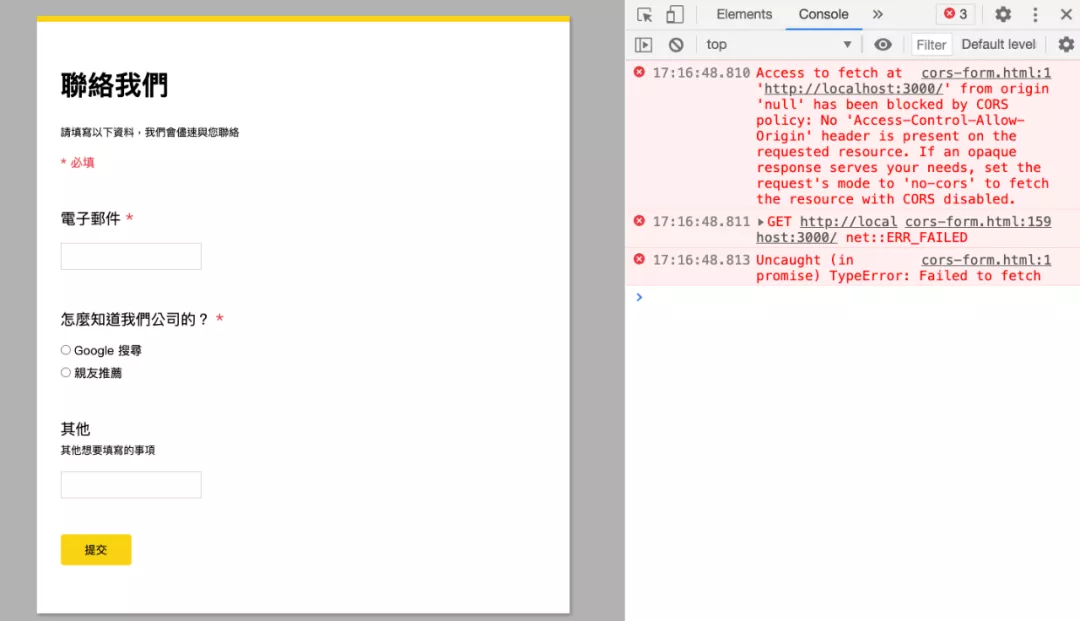 聯絡我們
請填寫以下資料，我們會儘速與您聯絡
* 必填
電子郵件 *
怎麼知道我們公司的？ *
Google 搜尋
親友推薦
其他
其他想要填寫的事項
提交
Elements Console 3
top Filter Default level
17:16:48.810 Access to fetch at cors-form.html:1
'http://localhost:3000/' from origin
'null' has been blocked by CORS
policy: No 'Access-Control-Allow-
Origin' header is present on the
requested resource. If an opaque
response serves your needs, set the
request's mode to 'no-cors' to fetch
the resource with CORS disabled.
17:16:48.811 GET http://local cors-form.html:159
host:3000/ net::ERR_FAILED
17:16:48.813 Uncaught (in cors-form.html:1
promise) TypeError: Failed to fetch